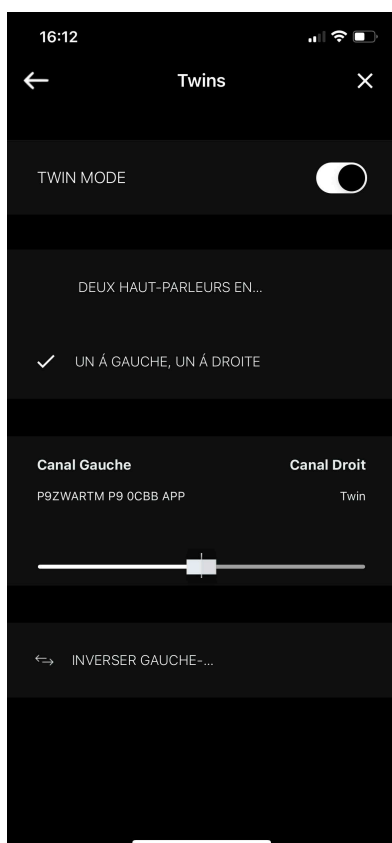 16:12
Twins
TWIN MODE
DEUX HAUT-PARLEURS EN...
UN Á GAUCHE, UN Á DROITE
Canal Gauche Canal Droit
P9ZWARTM P9 0CBB APP Twin
INVERSER GAUCHE-...